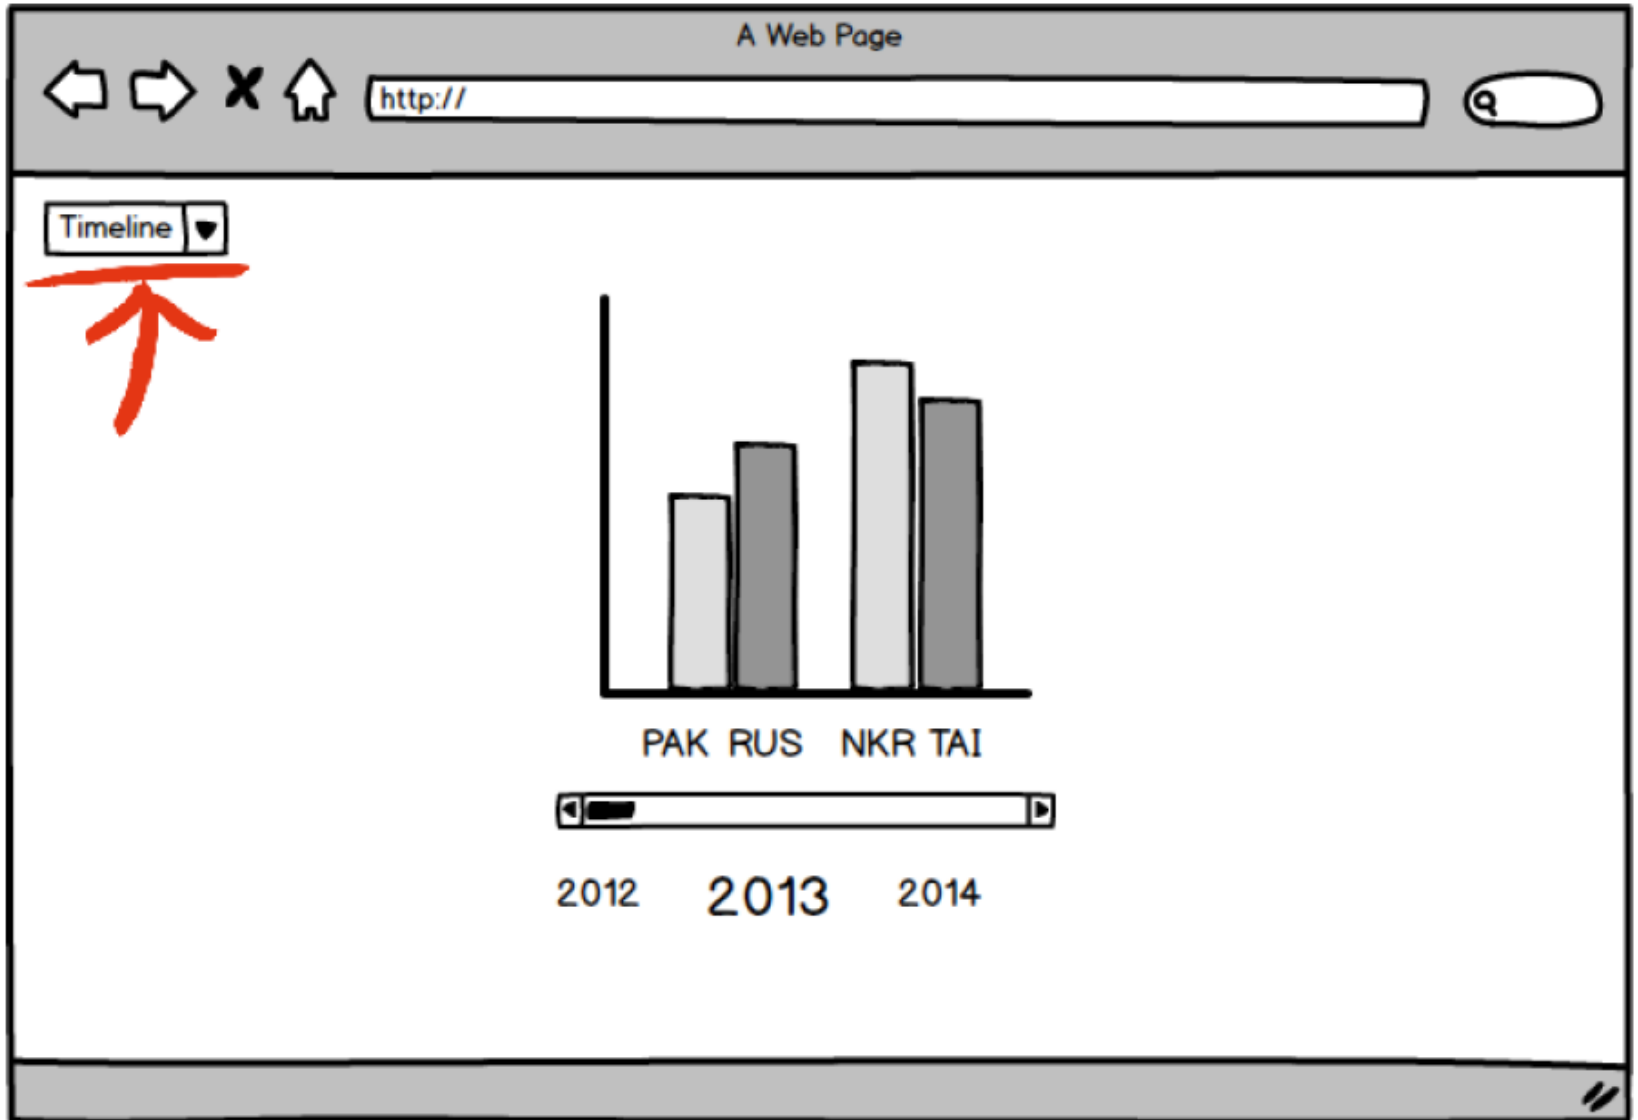 A Web Page
http://
Timeline
PAK RUS NKR TAI
2012 2013 2014